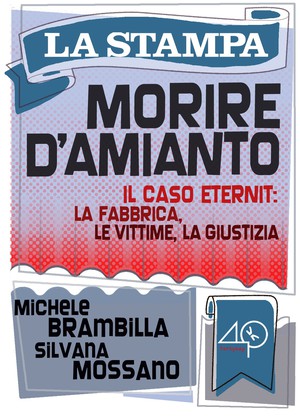 LA STAMPA
MORIRE
D'AMIANTO
IL CASO ETERNIT:
LA FABBRICA,
LE VITTIME, LA GIUSTIZIA
MicHele
BRAMBILLA
SilVANA
MOSSANO